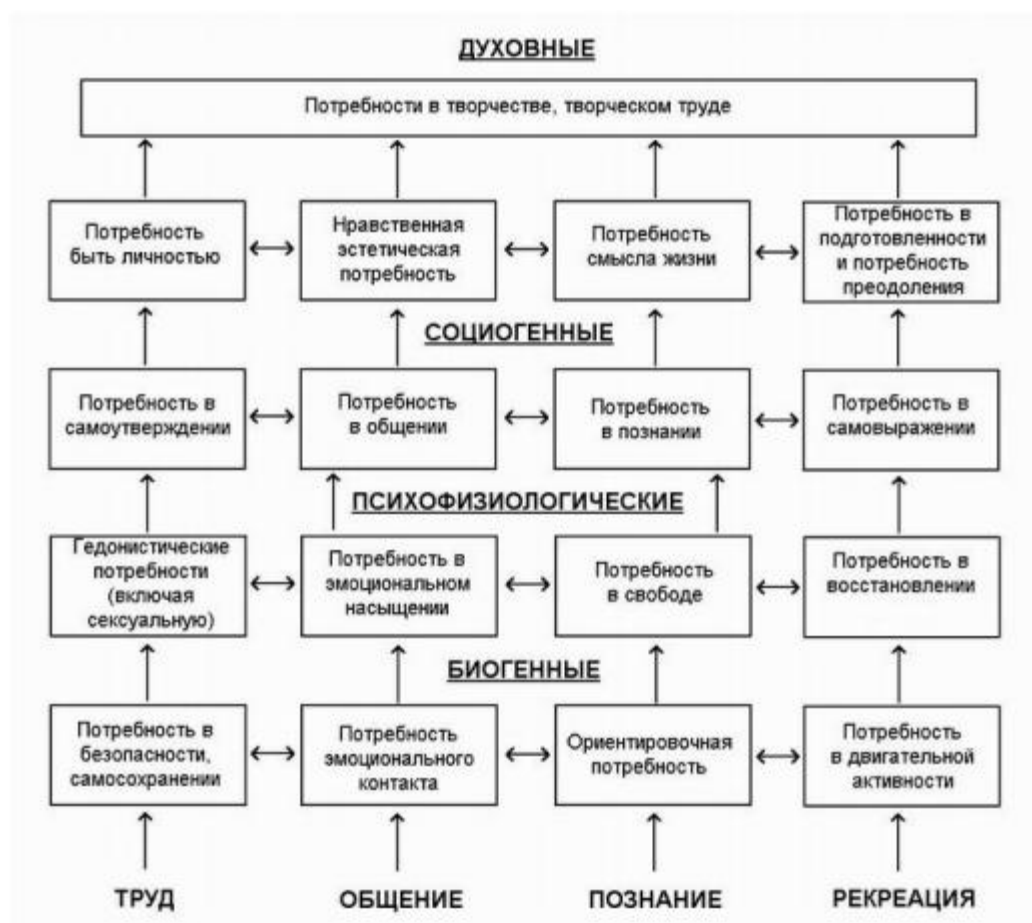 ДУХОВНЫЕ
Потребности в творчестве, творческом труде
Потребность
быть личностью
Нравственная
эстетическая
потребность
Потребность
смысла жизни
Потребность в
подготовленности
и потребность
преодоления
СОЦИОГЕННЫЕ
Потребность в
самоутверждении
Потребность
в общении
Потребность
в познании
Потребность в
самовыражении
ПСИХОФИЗИОЛОГИЧЕСКИЕ
Гедонистические
потребности
(включая
сексуальную)
Потребность в
эмоциональном
насыщении
Потребность
в свободе
Потребность в
восстановлении
БИОГЕННЫЕ
Потребность в
безопасности,
самосохранении
Потребность
эмоционального
контакта
Ориентировочная
потребность
Потребность
в двигательной
активности
ТРУД
ОБЩЕНИЕ
ПОЗНАНИЕ
РЕКРЕАЦИЯ